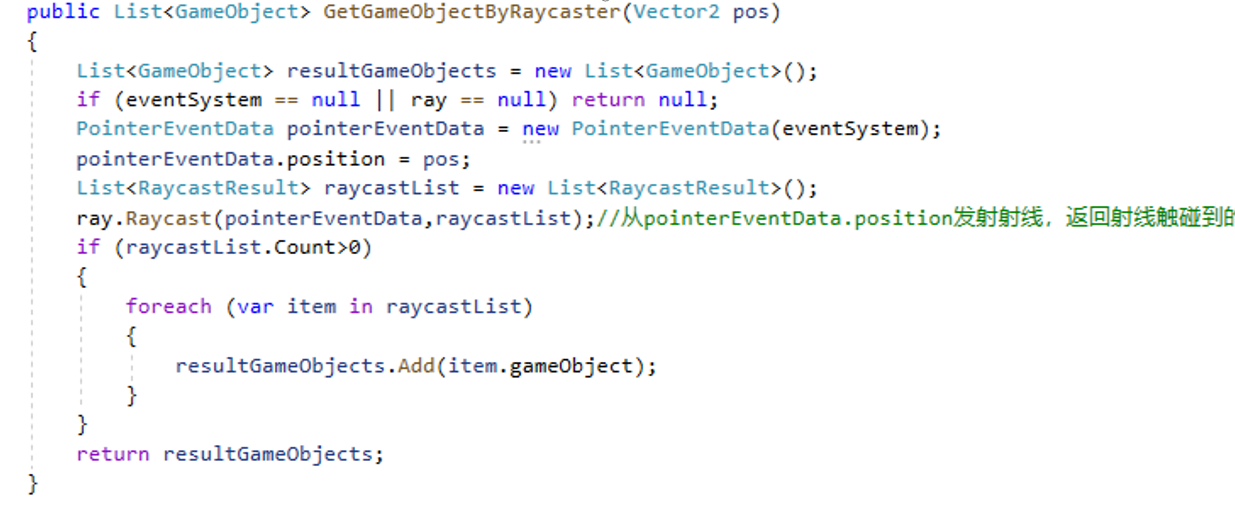 public List<GameObject> GetGameObjectByRaycaster(Vector2 pos)
{
List<GameObject> resultGameObjects = new List<GameObject>();
if (eventSystem == null || ray == null) return null;
PointerEventData pointerEventData = new PointerEventData(eventSystem);
pointerEventData.position = pos;
List<RaycastResult> raycastList = new List<RaycastResult>();
ray.Raycast(pointerEventData,raycastList);//从pointerEventData.position发射射线，返回射线触碰到的
if (raycastList.Count>0)
{
foreach (var item in raycastList)
{
resultGameObjects.Add(item.gameObject);
}
}
return resultGameObjects;
}